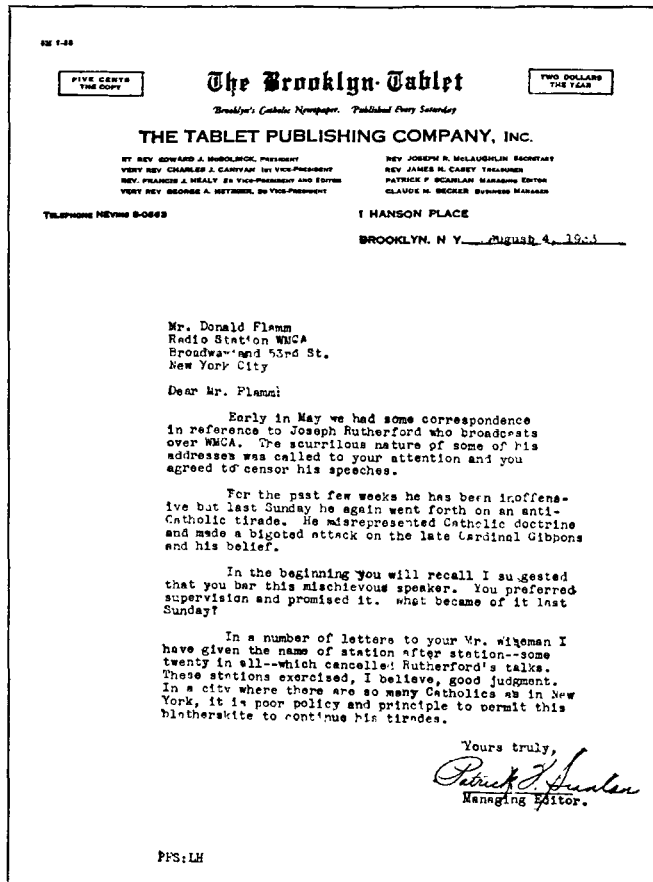 5M 1-33
FIVE CENTS
THE COPY
The Brooklyn Tablet
TWO DOLLARS
THE YEAR
Brooklyn's Catholic Newspaper. Published Every Saturday
THE TABLET PUBLISHING COMPANY, INC.
RT REV EDWARD J. McGOLRICK, PRESIDENT
VERY REV CHARLES J. CANIVAN 1ST VICE-PRESIDENT
REV. FRANCIS J. HEALY 2D VICE-PRESIDENT AND EDITOR
VERY REV GEORGE A. METZGER, 3D VICE-PRESIDENT
REV JOSEPH R. McLAUGHLIN SECRETARY
REV JAMES H. CASEY TREASURER
PATRICK F SCANLAN MANAGING EDITOR
CLAUDE M. BECKER BUSINESS MANAGER
TELEPHONE NEVINS 8-0662
1 HANSON PLACE
BROOKLYN. N Y August 4, 
Mr. Donald Flamm
Radio Station WMCA
Broadway and 53rd St.
New York City
Dear Mr. Flamm:
Early in May we had some correspondence
in reference to Joseph Rutherford who broadcasts
over WMCA. The scurrilous nature of some of his
addresses was called to your attention and you
agreed to censor his speeches.
For the past few weeks he has been inoffens-
ive but last Sunday he again went forth on an anti-
Catholic tirade. He misrepresented Catholic doctrine
and made a bigoted attack on the late Cardinal Gibbons
and his belief.
In the beginning you will recall I suggested
that you bar this mischievous speaker. You preferred
supervision and promised it. What became of it last
Sunday?
In a number of letters to your Mr. Wiseman I
have given the name of station after station--some
twenty in all--which cancelled Rutherford's talks.
These stations exercised, I believe, good judgment.
In a city where there are so many Catholics as in New
York, it is poor policy and principle to permit this
blatherskite to continue his tirades.
Yours truly,
Patrick F. Scanlan
Managing Editor.
PFS:LH